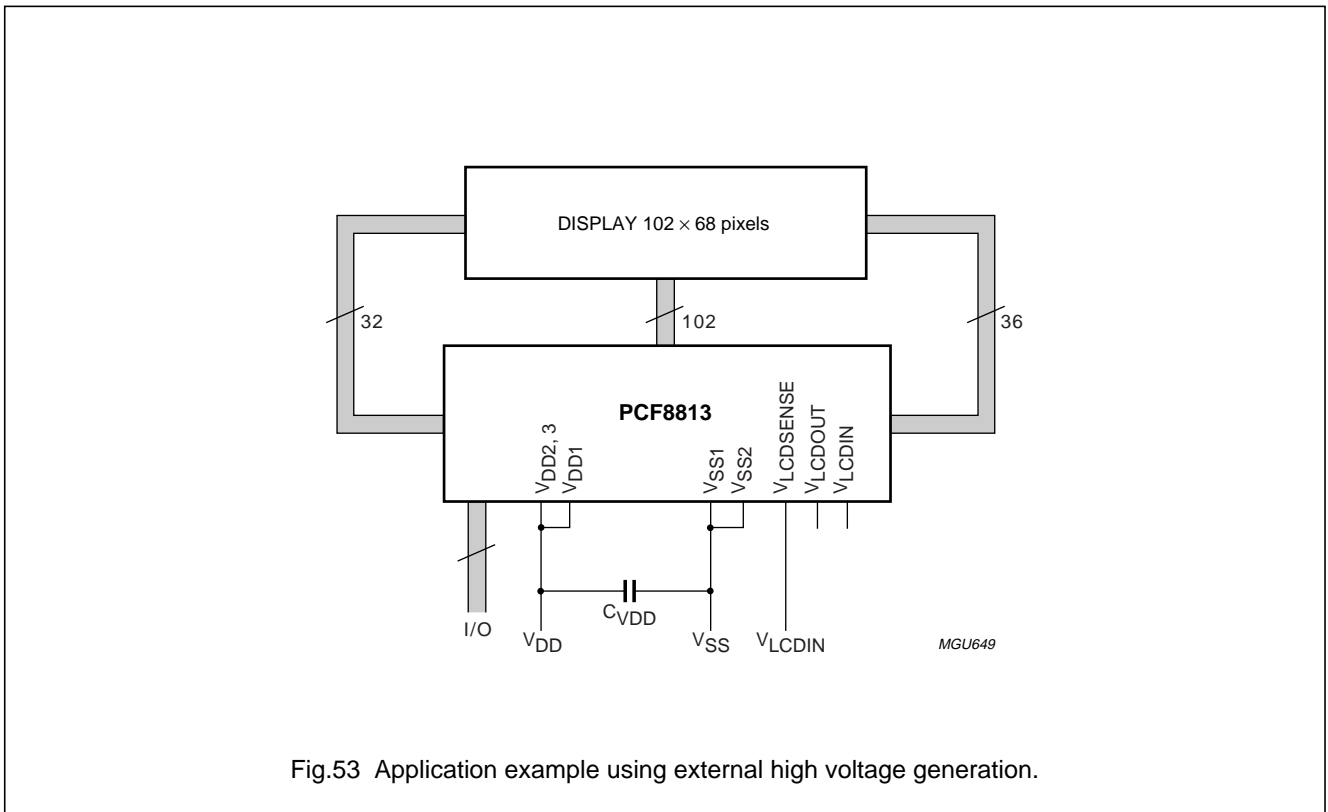 DISPLAY 102 × 68 pixels
32
102
36
PCF8813
VDD2, 3
VDD1
VSS1
VSS2
VLCDSENSE
VLCDOUT
VLCDIN
CVDD
I/O
VDD
VSS
VLCDIN
MGU649
Fig.53 Application example using external high voltage generation.